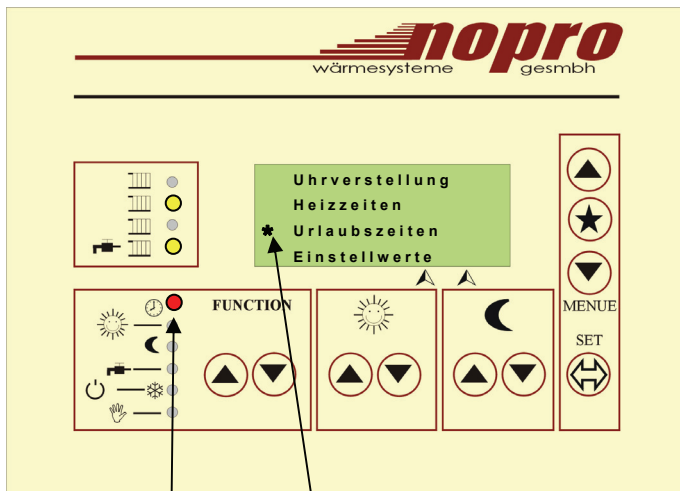 nopro
wärmesysteme gesmbh
Uhrverstellung
Heizzeiten
* Urlaubszeiten
Einstellwerte
FUNCTION
MENUE
SET